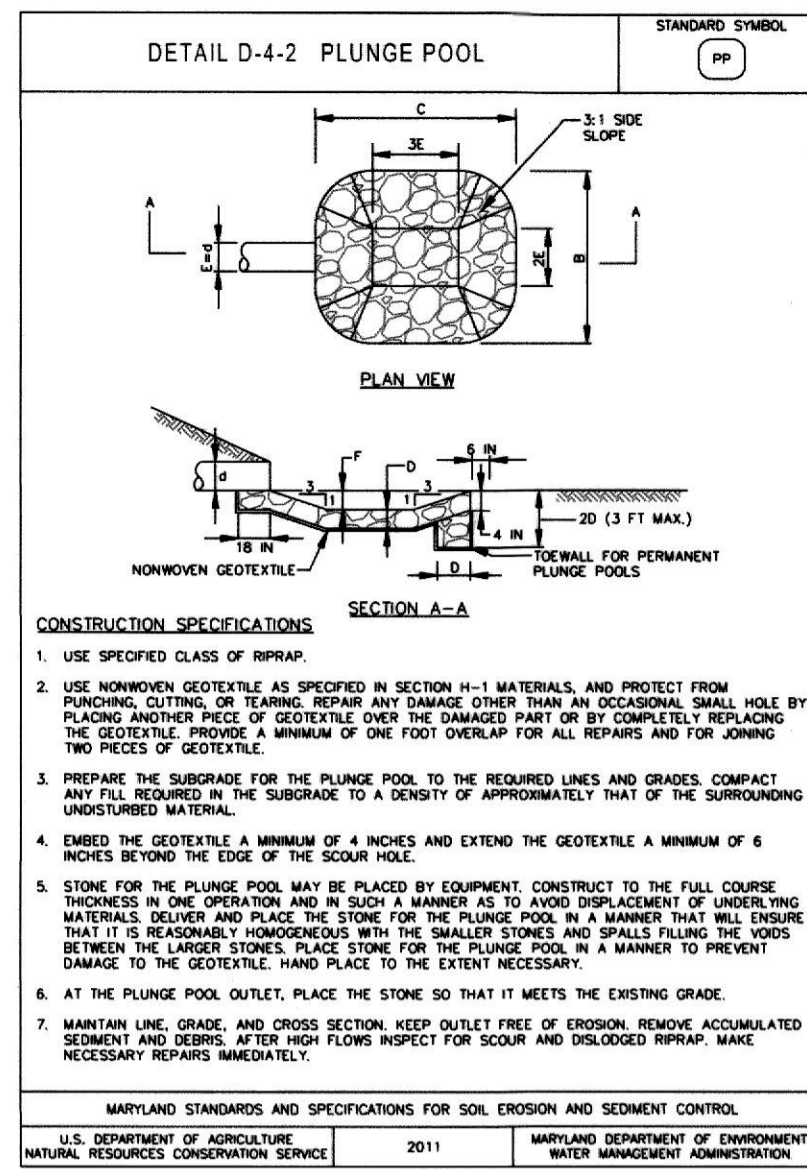 DETAIL D-4-2 PLUNGE POOL
STANDARD SYMBOL
PP
C
3:1 SIDE
SLOPE
3E
A
A
E=d
2E
B
PLAN VIEW
6 IN
F
D
d
3
1
1
3
2D (3 FT MAX.)
4 IN
18 IN
TOEWALL FOR PERMANENT
PLUNGE POOLS
NONWOVEN GEOTEXTILE
D
SECTION A-A
CONSTRUCTION SPECIFICATIONS
1. USE SPECIFIED CLASS OF RIPRAP.
2. USE NONWOVEN GEOTEXTILE AS SPECIFIED IN SECTION H-1 MATERIALS, AND PROTECT FROM
PUNCHING, CUTTING, OR TEARING. REPAIR ANY DAMAGE OTHER THAN AN OCCASIONAL SMALL HOLE BY
PLACING ANOTHER PIECE OF GEOTEXTILE OVER THE DAMAGED PART OR BY COMPLETELY REPLACING
THE GEOTEXTILE. PROVIDE A MINIMUM OF ONE FOOT OVERLAP FOR ALL REPAIRS AND FOR JOINING
TWO PIECES OF GEOTEXTILE.
3. PREPARE THE SUBGRADE FOR THE PLUNGE POOL TO THE REQUIRED LINES AND GRADES. COMPACT
ANY FILL REQUIRED IN THE SUBGRADE TO A DENSITY OF APPROXIMATELY THAT OF THE SURROUNDING
UNDISTURBED MATERIAL.
4. EMBED THE GEOTEXTILE A MINIMUM OF 4 INCHES AND EXTEND THE GEOTEXTILE A MINIMUM OF 6
INCHES BEYOND THE EDGE OF THE SCOUR HOLE.
5. STONE FOR THE PLUNGE POOL MAY BE PLACED BY EQUIPMENT. CONSTRUCT TO THE FULL COURSE
THICKNESS IN ONE OPERATION AND IN SUCH A MANNER AS TO AVOID DISPLACEMENT OF UNDERLYING
MATERIALS. DELIVER AND PLACE THE STONE FOR THE PLUNGE POOL IN A MANNER THAT WILL ENSURE
THAT IT IS REASONABLY HOMOGENEOUS WITH THE SMALLER STONES AND SPALLS FILLING THE VOIDS
BETWEEN THE LARGER STONES. PLACE STONE FOR THE PLUNGE POOL IN A MANNER TO PREVENT
DAMAGE TO THE GEOTEXTILE. HAND PLACE TO THE EXTENT NECESSARY.
6. AT THE PLUNGE POOL OUTLET, PLACE THE STONE SO THAT IT MEETS THE EXISTING GRADE.
7. MAINTAIN LINE, GRADE, AND CROSS SECTION. KEEP OUTLET FREE OF EROSION. REMOVE ACCUMULATED
SEDIMENT AND DEBRIS. AFTER HIGH FLOWS INSPECT FOR SCOUR AND DISLODGED RIPRAP. MAKE
NECESSARY REPAIRS IMMEDIATELY.
MARYLAND STANDARDS AND SPECIFICATIONS FOR SOIL EROSION AND SEDIMENT CONTROL
U.S. DEPARTMENT OF AGRICULTURE
NATURAL RESOURCES CONSERVATION SERVICE
2011
MARYLAND DEPARTMENT OF ENVIRONMENT
WATER MANAGEMENT ADMINISTRATION